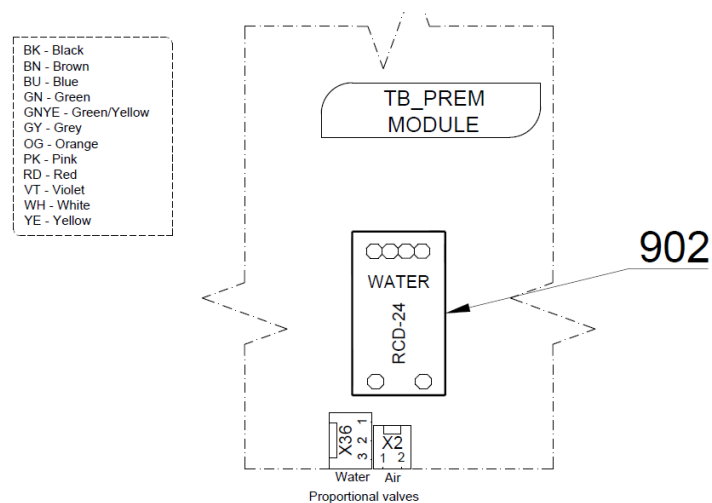 BK - Black
BN - Brown
BU - Blue
GN - Green
GNYE - Green/Yellow
GY - Grey
OG - Orange
PK - Pink
RD - Red
VT - Violet
WH - White
YE - Yellow
TB_PREM
MODULE
902
WATER
RCD-24
X36
1
2
3
X2
1 2
Water Air
Proportional valves